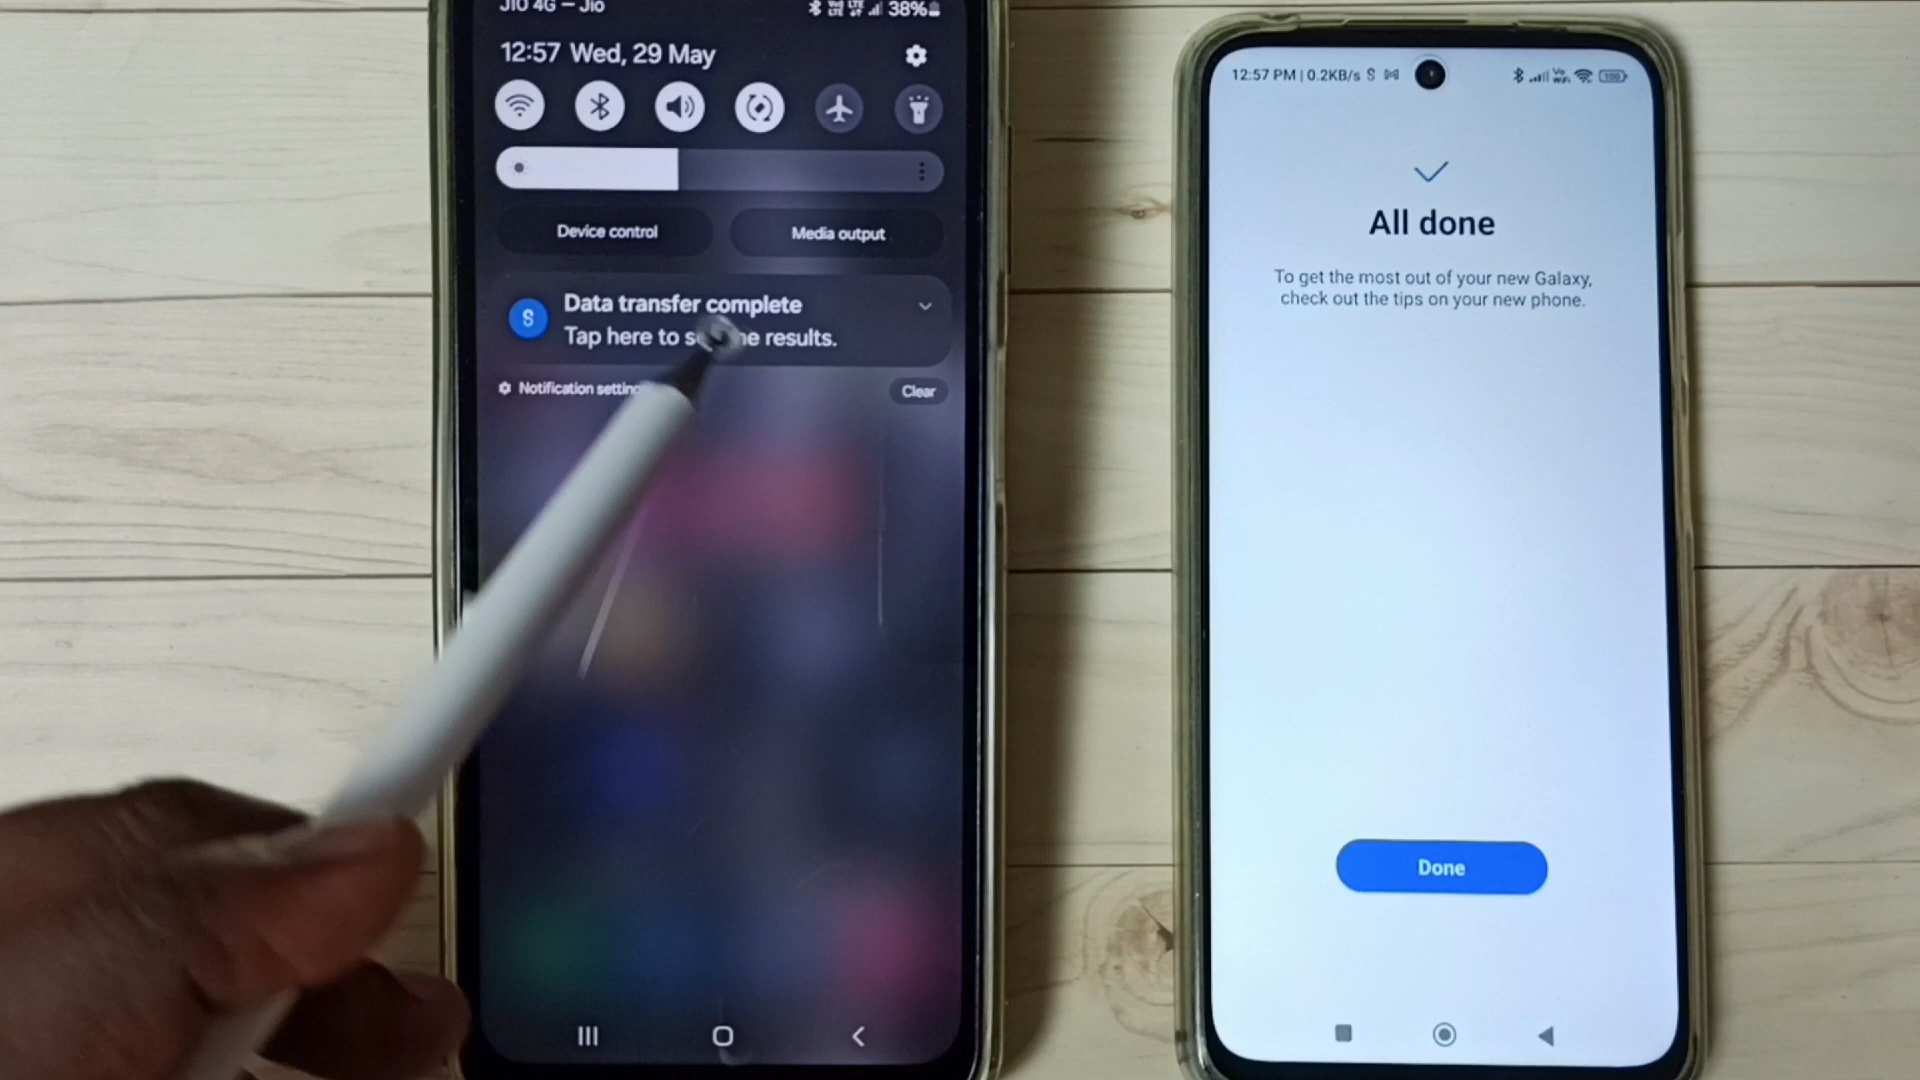 JIO 4G — Jio
38%
12:57 Wed, 29 May
Device control
Media output
S
Data transfer complete
Tap here to results.
Notification
Clear
12:57 PM | 0.2KB/s
100
All done
To get the most out of your new Galaxy,
check out the tips on your new phone.
Done